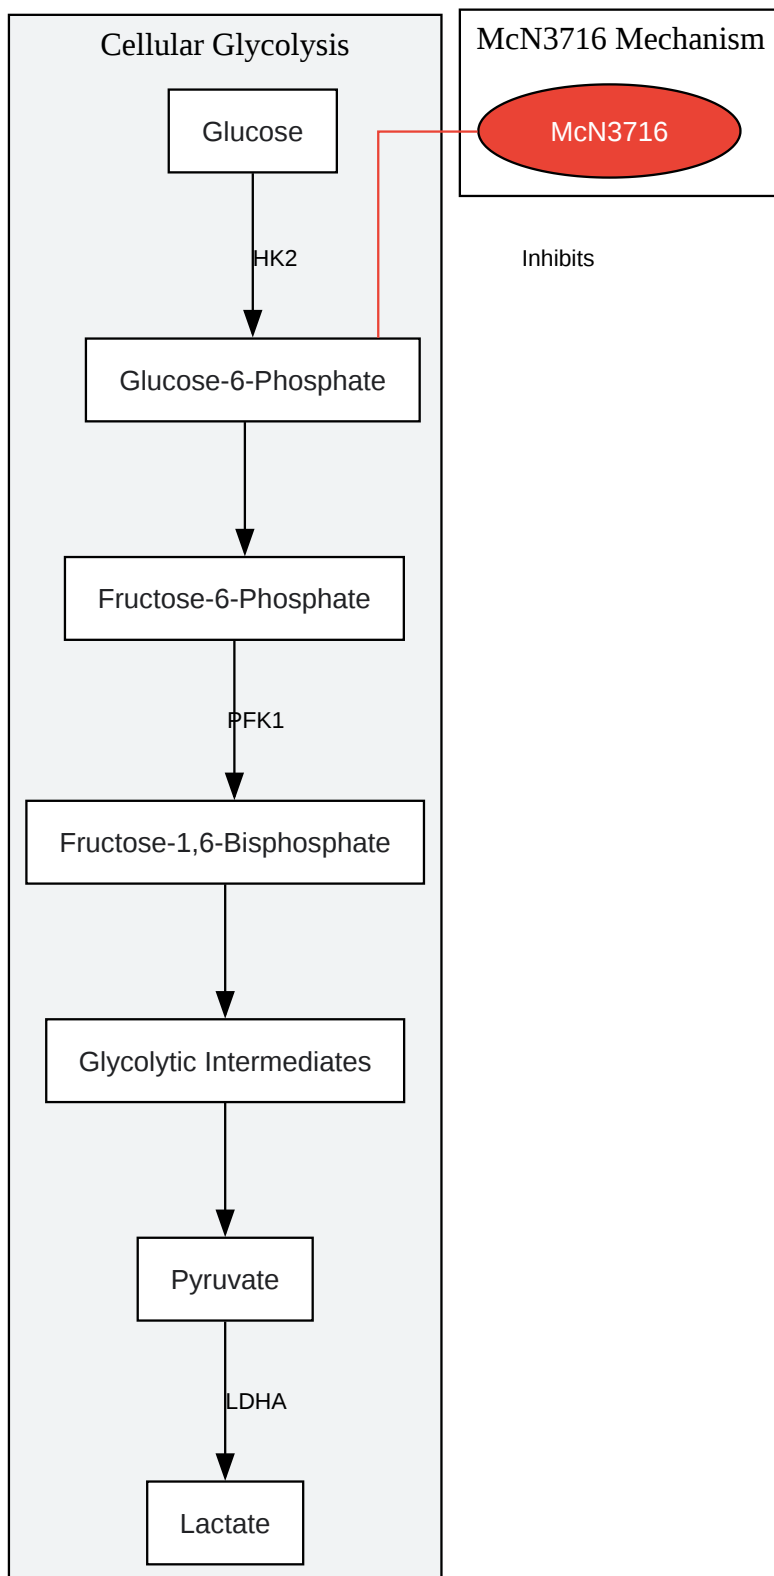 Cellular Glycolysis
McN3716 Mechanism
Glucose
McN3716
HK2
Inhibits
Glucose-6-Phosphate
Fructose-6-Phosphate
PFK1
Fructose-1,6-Bisphosphate
Glycolytic Intermediates
Pyruvate
LDHA
Lactate